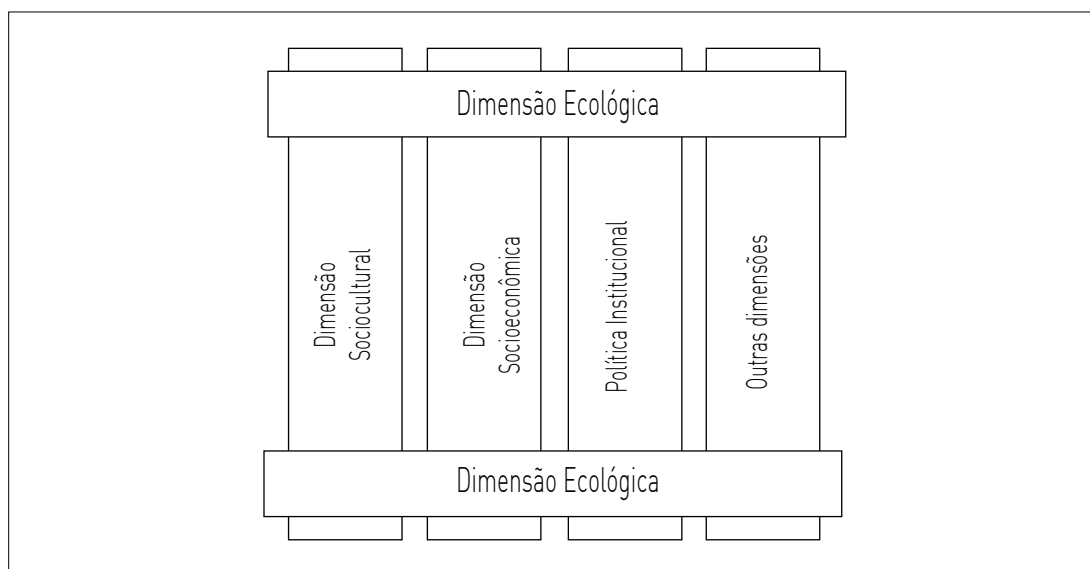 Dimensão Ecológica
Dimensão
Sociocultural
Dimensão
Socioeconômica
Política Institucional
Outras dimensões
Dimensão Ecológica